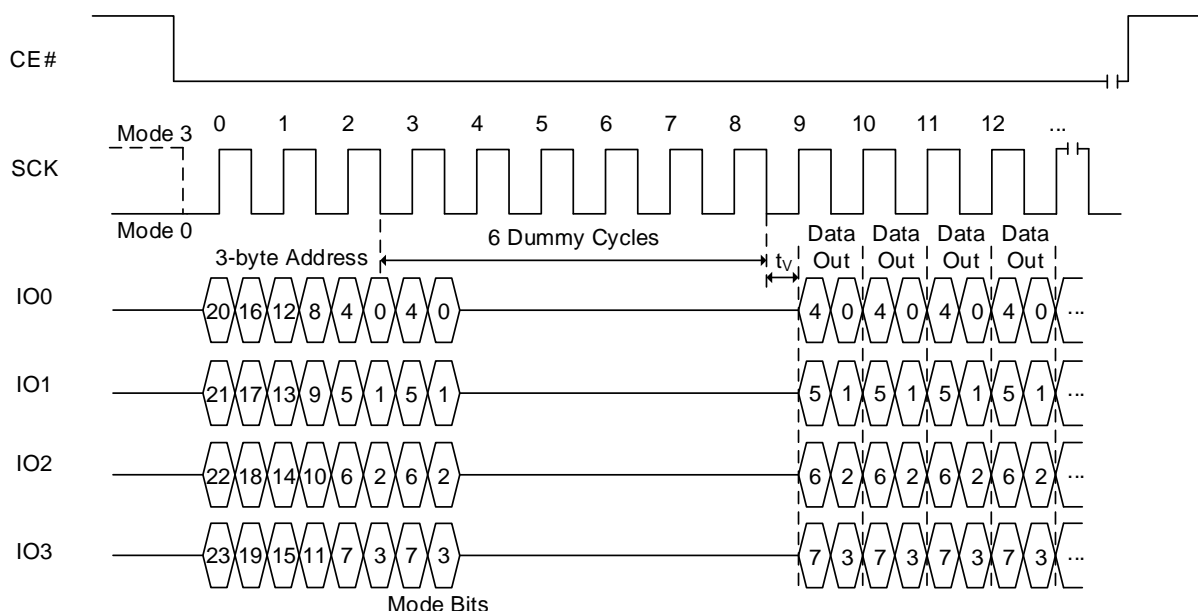 CE#
0 1 2 3 4 5 6 7 8 9 10 11 12 ...
Mode 3
SCK
Mode 0
6 Dummy Cycles
Data Data Data Data
3-byte Address
tV
Out Out Out Out
IO0 20 16 12 8 4 0 4 0 4 0 4 0 4 0 4 0 ...
IO1 21 17 13 9 5 1 5 1 5 1 5 1 5 1 5 1 ...
IO2 22 18 14 10 6 2 6 2 6 2 6 2 6 2 6 2 ...
IO3 23 19 15 11 7 3 7 3 7 3 7 3 7 3 7 3 ...
Mode Bits